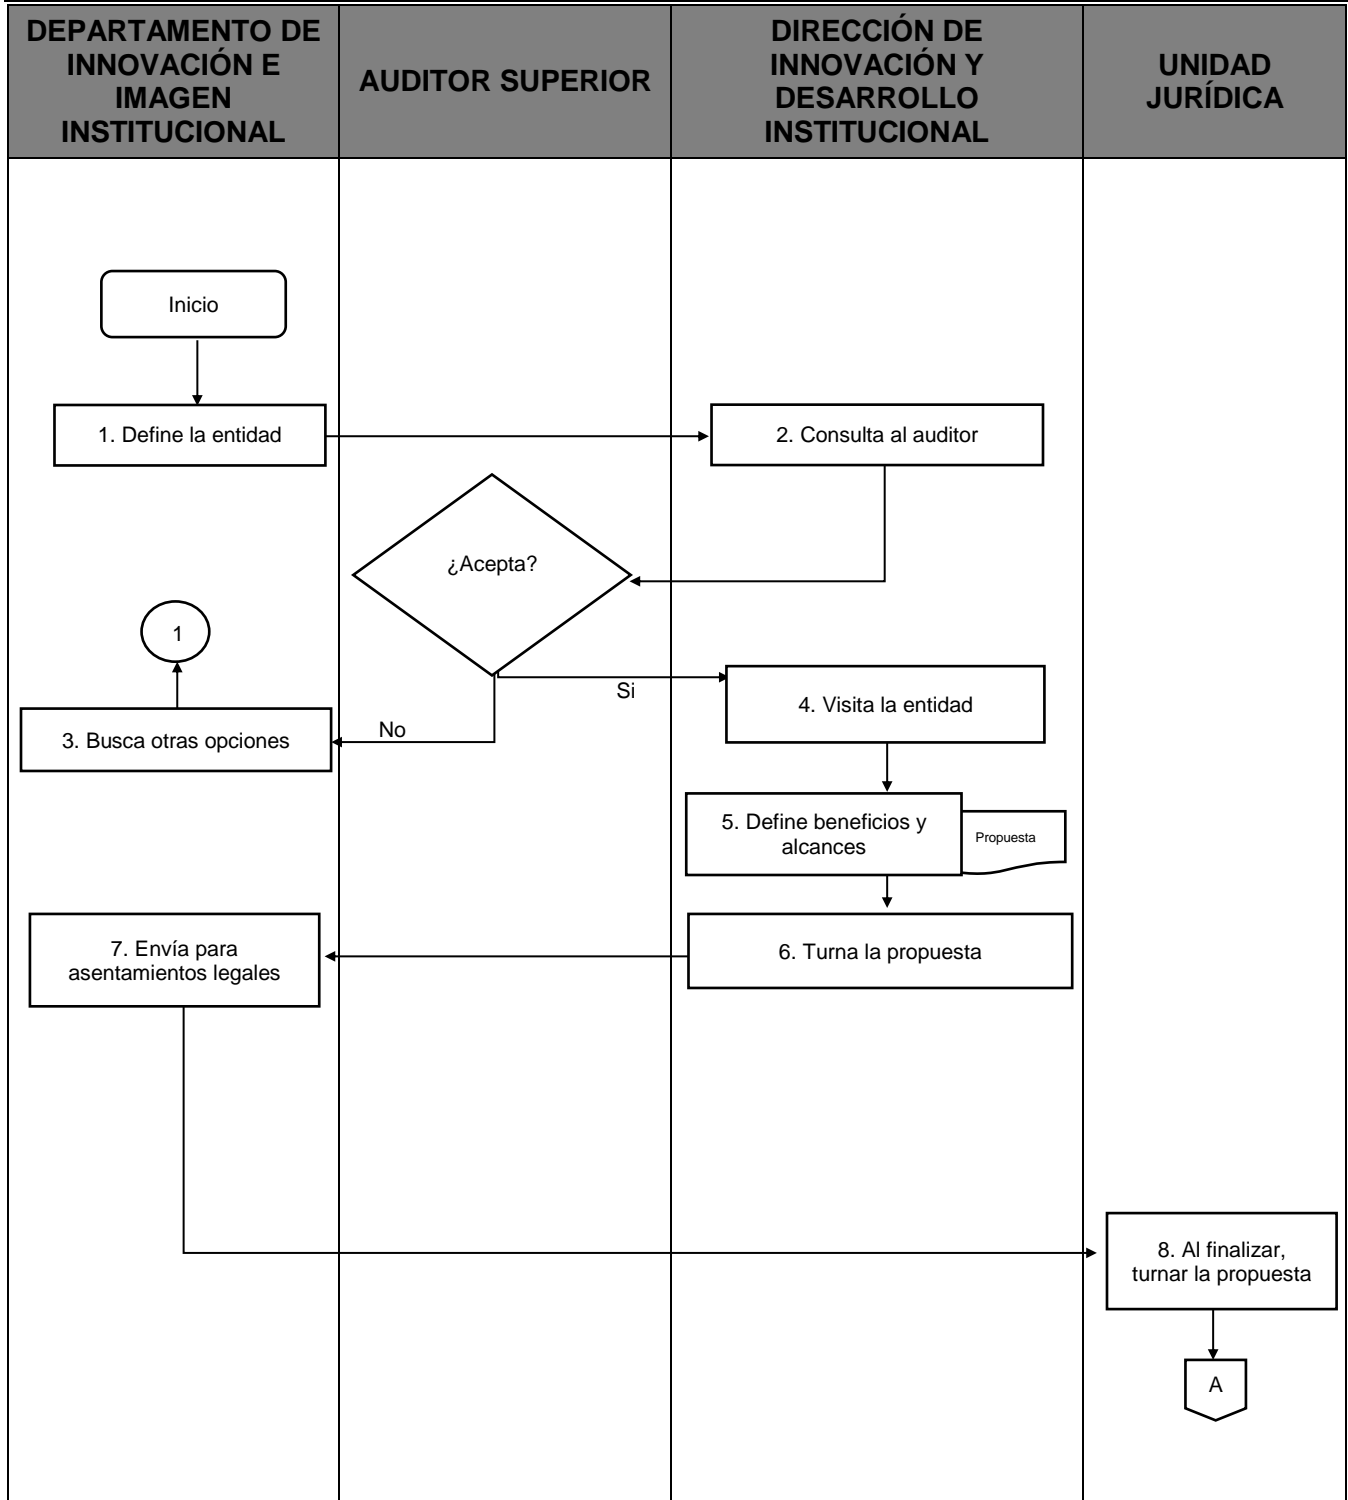 DEPARTAMENTO DE
INNOVACIÓN E
IMAGEN
INSTITUCIONAL
AUDITOR SUPERIOR
DIRECCIÓN DE
INNOVACIÓN Y
DESARROLLO
INSTITUCIONAL
UNIDAD
JURÍDICA
Inicio
1. Define la entidad
2. Consulta al auditor
¿Acepta?
1
Si
4. Visita la entidad
No
3. Busca otras opciones
5. Define beneficios y
alcances
Propuesta
6. Turna la propuesta
7. Envía para
asentamientos legales
8. Al finalizar,
turnar la propuesta
A